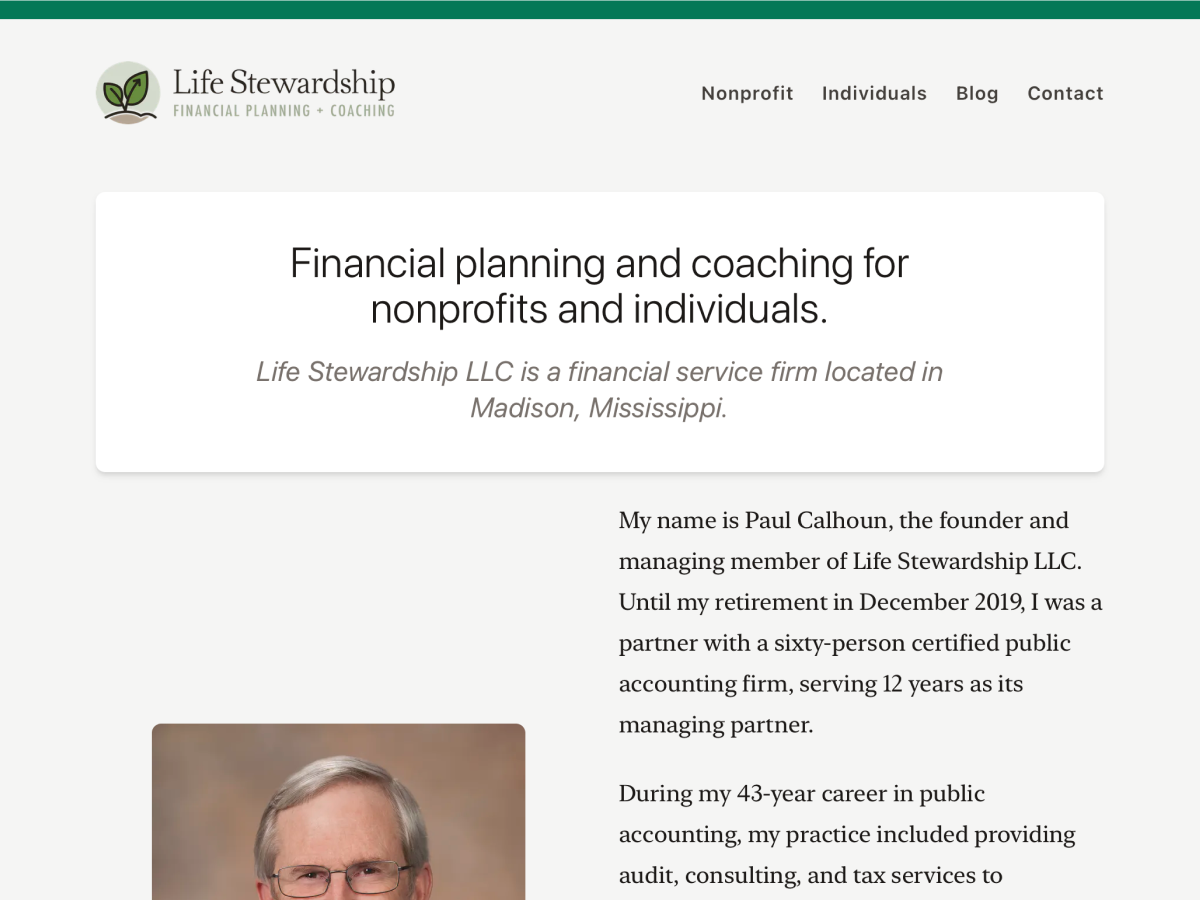 Life Stewardship
FINANCIAL PLANNING + COACHING
Nonprofit Individuals Blog Contact
Financial planning and coaching for
nonprofits and individuals.
Life Stewardship LLC is a financial service firm located in
Madison, Mississippi.
My name is Paul Calhoun, the founder and
managing member of Life Stewardship LLC.
Until my retirement in December 2019, I was a
partner with a sixty-person certified public
accounting firm, serving 12 years as its
managing partner.
During my 43-year career in public
accounting, my practice included providing
audit, consulting, and tax services to